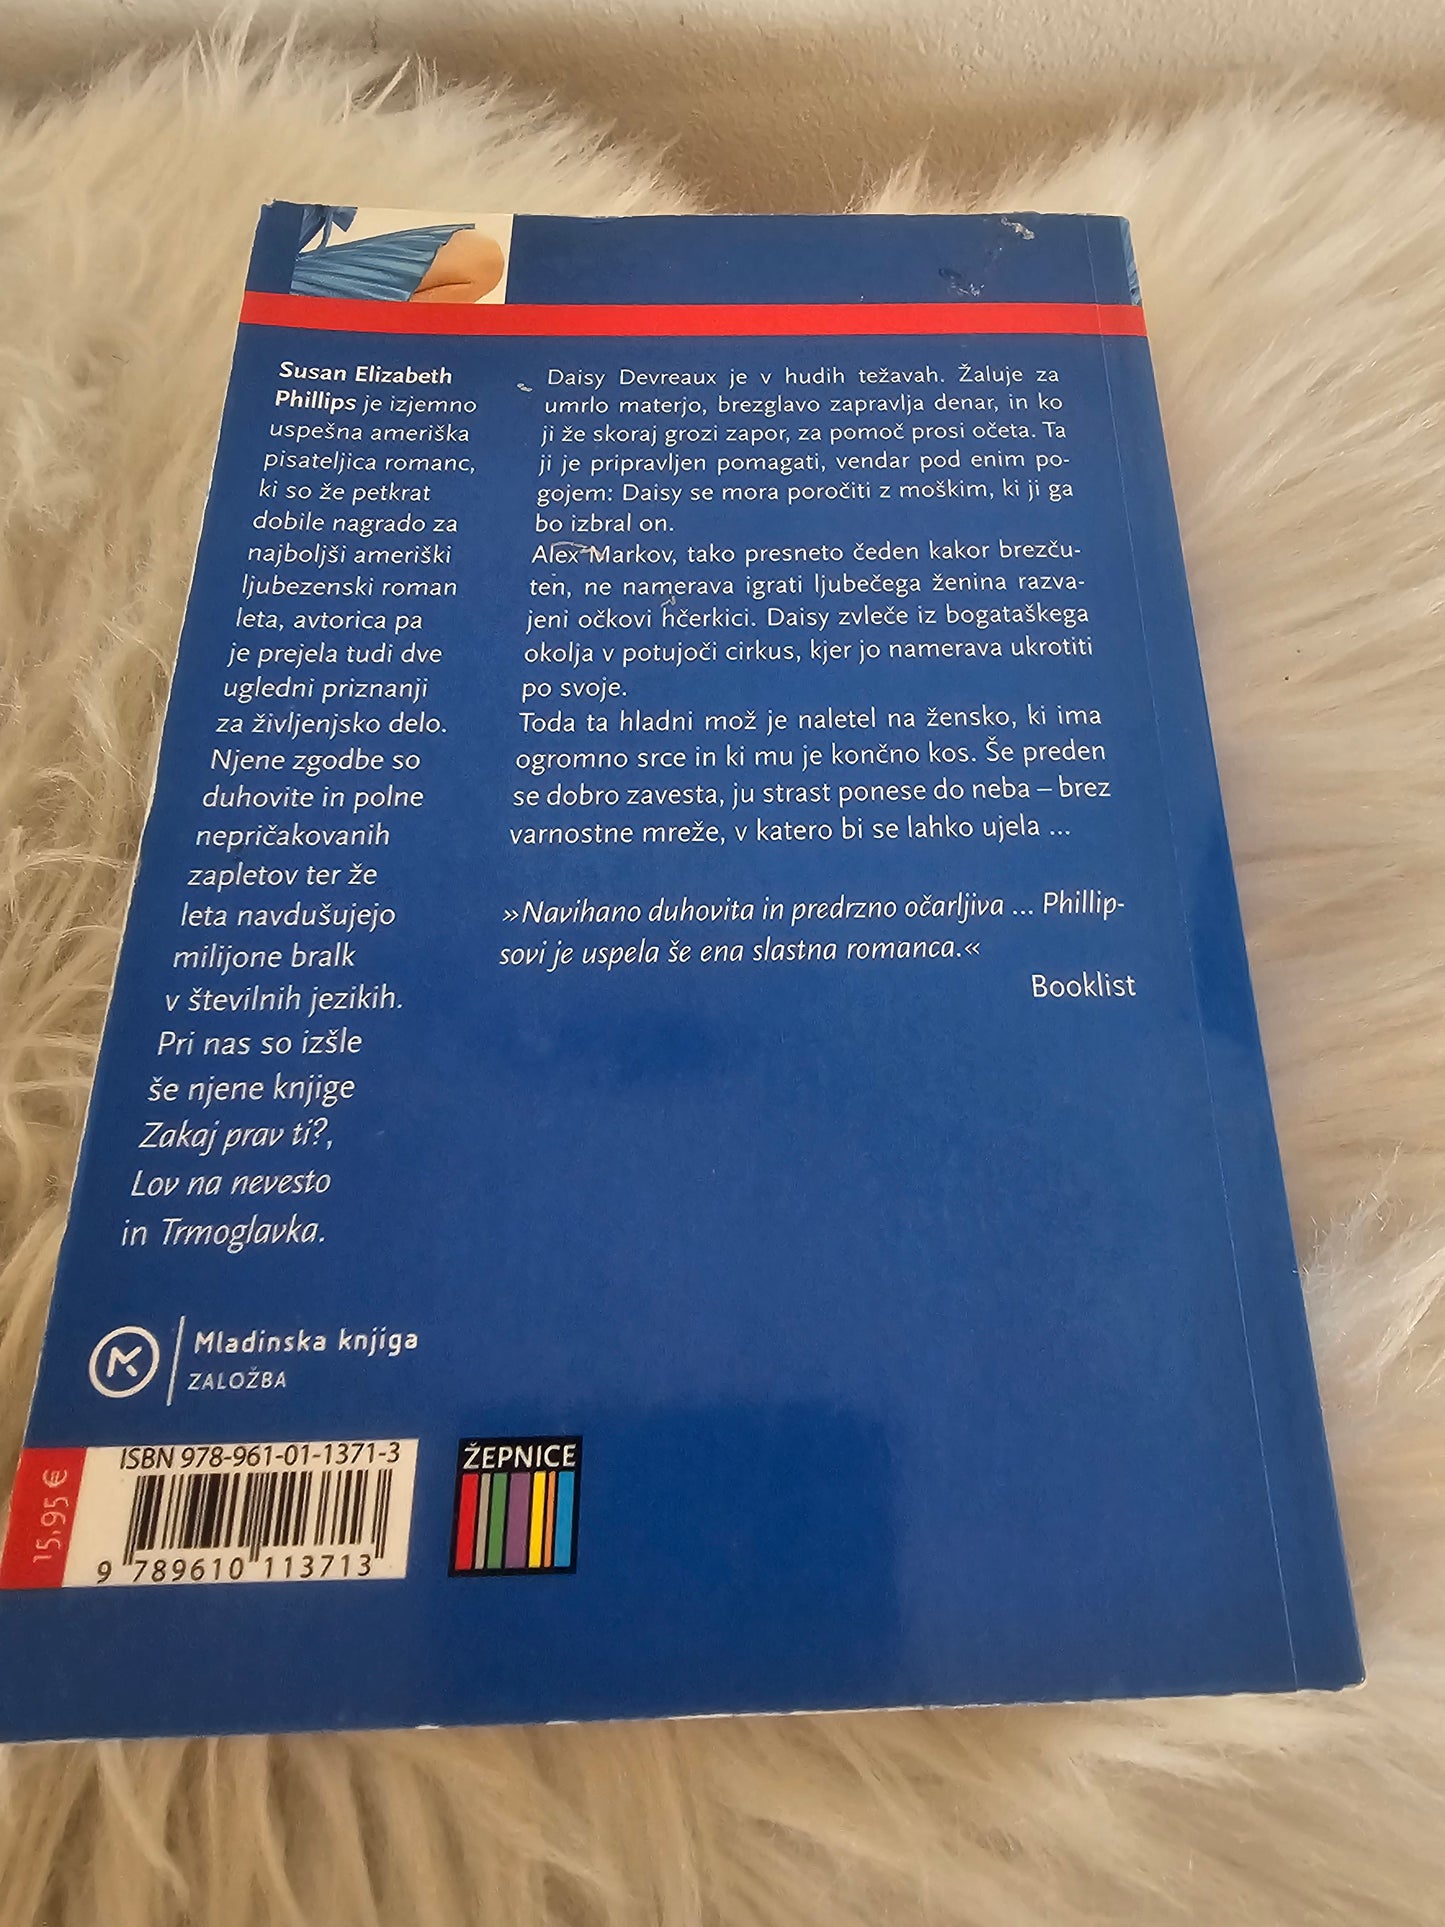 Susan Elizabeth
Phillips je izjemno
uspešna ameriška
pisateljica romanc,
ki so že petkrat
dobile nagrado za
najboljši ameriški
ljubezenski roman
leta, avtorica pa
je prejela tudi dve
ugledni priznanji
za življenjsko delo.
Njene zgodbe so
duhovite in polne
nepričakovanih
zapletov ter že
leta navdušujejo
milijone bralk
v številnih jezikih.
Pri nas so izšle
še njene knjige
Zakaj prav ti?,
Lov na nevesto
in Trmoglavka.
Daisy Devreaux je v hudih težavah. Žaluje za
umrlo materjo, brezglavo zapravlja denar, in ko
ji že skoraj grozi zapor, za pomoč prosi očeta. Ta
ji je pripravljen pomagati, vendar pod enim po-
gojem: Daisy se mora poročiti z moškim, ki ji ga
bo izbral on.
Alex Markov, tako presneto čeden kakor brezču-
ten, ne namerava igrati ljubečega ženina razva-
jeni očkovi hčerkici. Daisy zvleče iz bogataškega
okolja v potujoči cirkus, kjer jo namerava ukrotiti
po svoje.
Toda ta hladni mož je naletel na žensko, ki ima
ogromno srce in ki mu je končno kos. Še preden
se dobro zavesta, ju strast ponese do neba – brez
varnostne mreže, v katero bi se lahko ujela ...
»Navihano duhovita in predrzno očarljiva ... Phillip-
sovi je uspela še ena slastna romanca.«
Booklist
Mladinska knjiga
ZALOŽBA
15,95 €
ISBN 978-961-01-1371-3
9 789610 113713
ŽEPNICE